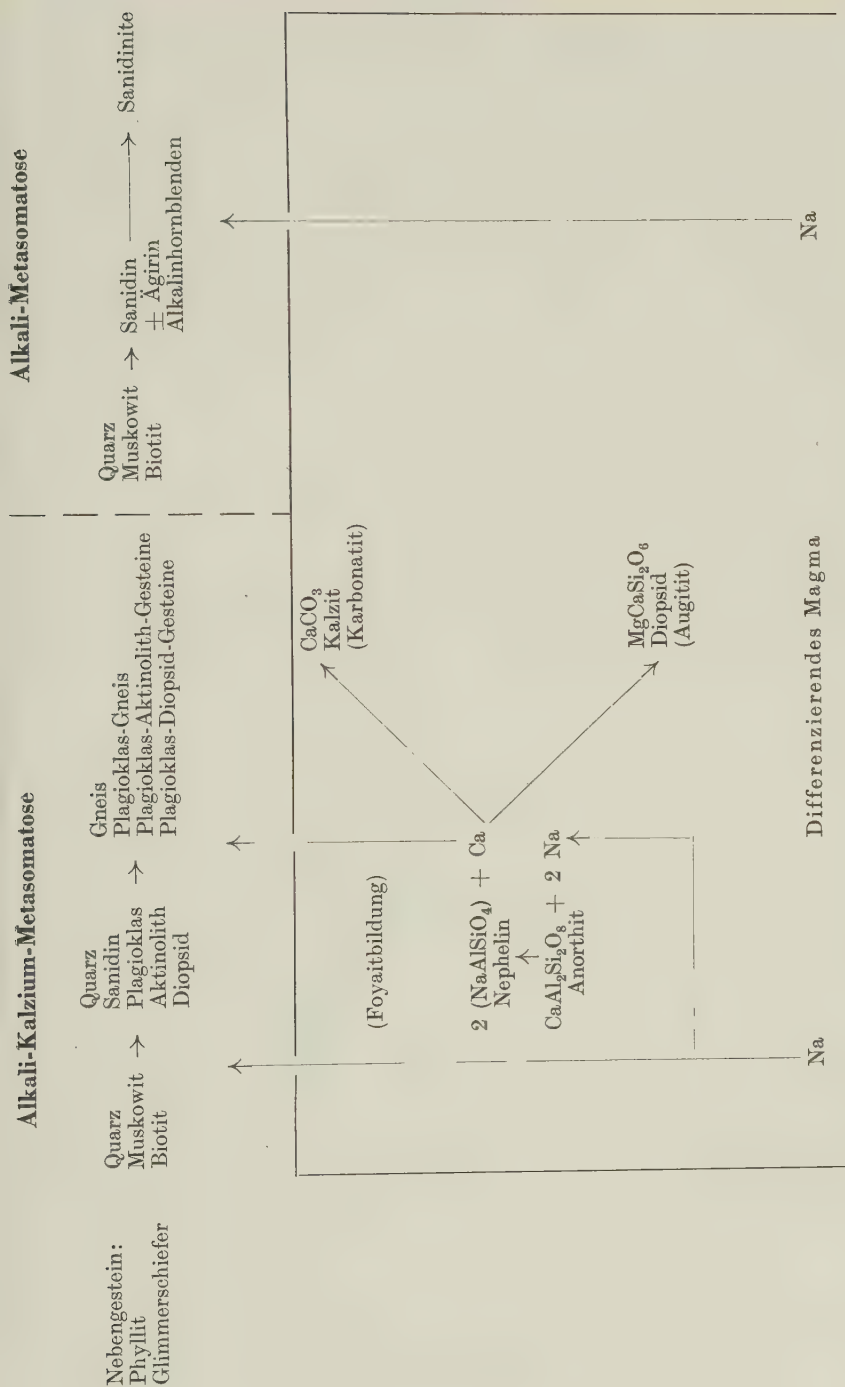 Alkali-Kalzium-Metasomatose
Alkali-Metasomatose
Nebengestein:
Phyllit
Glimmerschiefer
Quarz
Muskowit →
Biotit
Quarz
Sanidin
Plagioklas →
Aktinolith
Diopsid
Gneis
Plagioklas-Gneis
Plagioklas-Aktinolith-Gesteine
Plagioklas-Diopsid-Gesteine
Quarz
Muskowit →
Biotit
Sanidin → Sanidinite
± Ägirin
Alkalinhornblenden
(Foyaitbildung)
2 (NaAlSiO₄) + Ca
Nephelin
CaAl₂Si₂O₈ + 2 Na
Anorthit
CaCO₃
Kalzit
(Karbonatit)
MgCaSi₂O₆
Diopsid
(Augitit)
Na
Differenzierendes Magma
Na